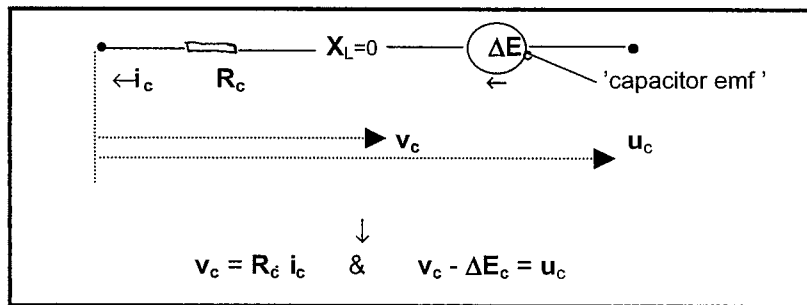 X_L=0 ΔE_c
←i_c R_c ← 'capacitor emf '
v_c u_c
↓
v_c = R_c i_c & v_c - ΔE_c = u_c